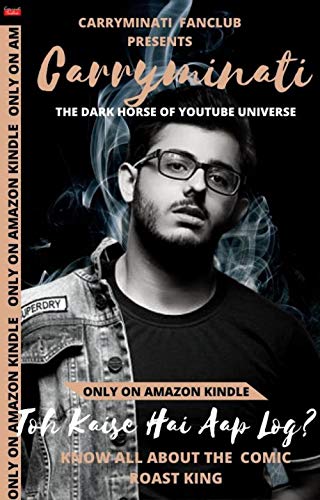 CARRYMINATI FANCLUB
PRESENTS
Carryminati
THE DARK HORSE OF YOUTUBE UNIVERSE
SUPERDRY
ONLY ON AMAZON KINDLE
Toh Kaise Hai Aap Log?
KNOW ALL ABOUT THE COMIC
ROAST KING
ONLY ON AMAZON KINDLE ONLY ON AMAZON KINDLE ONLY ON AM